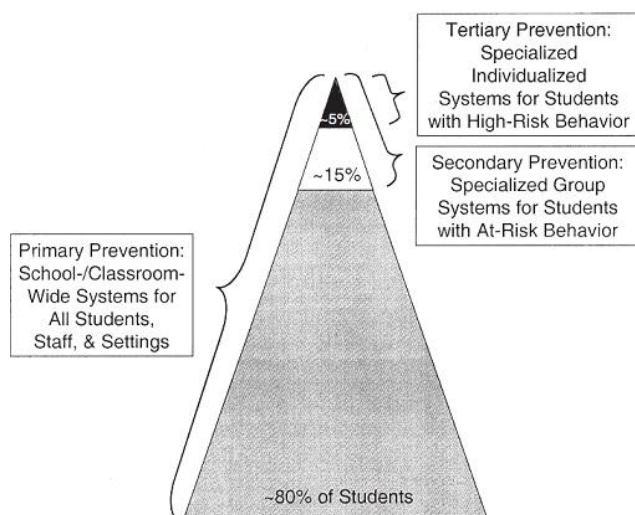 Tertiary Prevention:
Specialized
Individualized
Systems for Students
with High-Risk Behavior
~5%
~15%
Secondary Prevention:
Specialized Group
Systems for Students
with At-Risk Behavior
Primary Prevention:
School-/Classroom-
Wide Systems for
All Students,
Staff, & Settings
~80% of Students